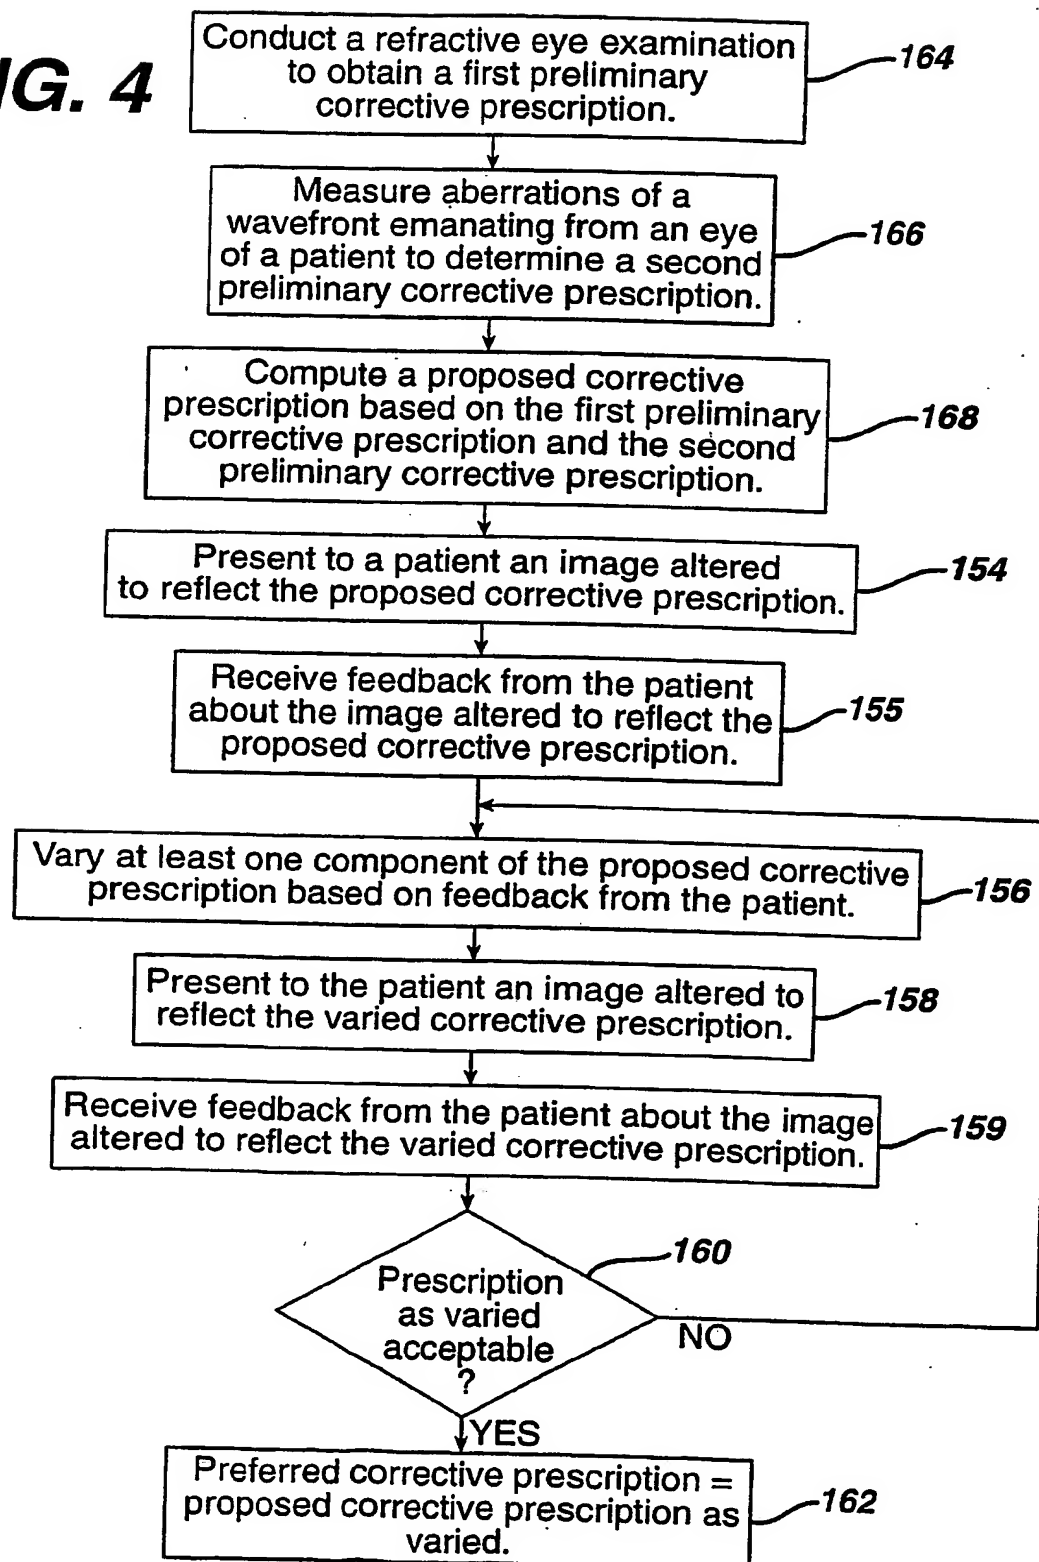 IG. 4
Conduct a refractive eye examination
to obtain a first preliminary
corrective prescription.
164
Measure aberrations of a
wavefront emanating from an eye
of a patient to determine a second
preliminary corrective prescription.
166
Compute a proposed corrective
prescription based on the first preliminary
corrective prescription and the second
preliminary corrective prescription.
168
Present to a patient an image altered
to reflect the proposed corrective prescription.
154
Receive feedback from the patient
about the image altered to reflect the
proposed corrective prescription.
155
Vary at least one component of the proposed corrective
prescription based on feedback from the patient.
156
Present to the patient an image altered to
reflect the varied corrective prescription.
158
Receive feedback from the patient about the image
altered to reflect the varied corrective prescription.
159
160
Prescription
as varied
acceptable
?
NO
YES
Preferred corrective prescription =
proposed corrective prescription as
varied.
162